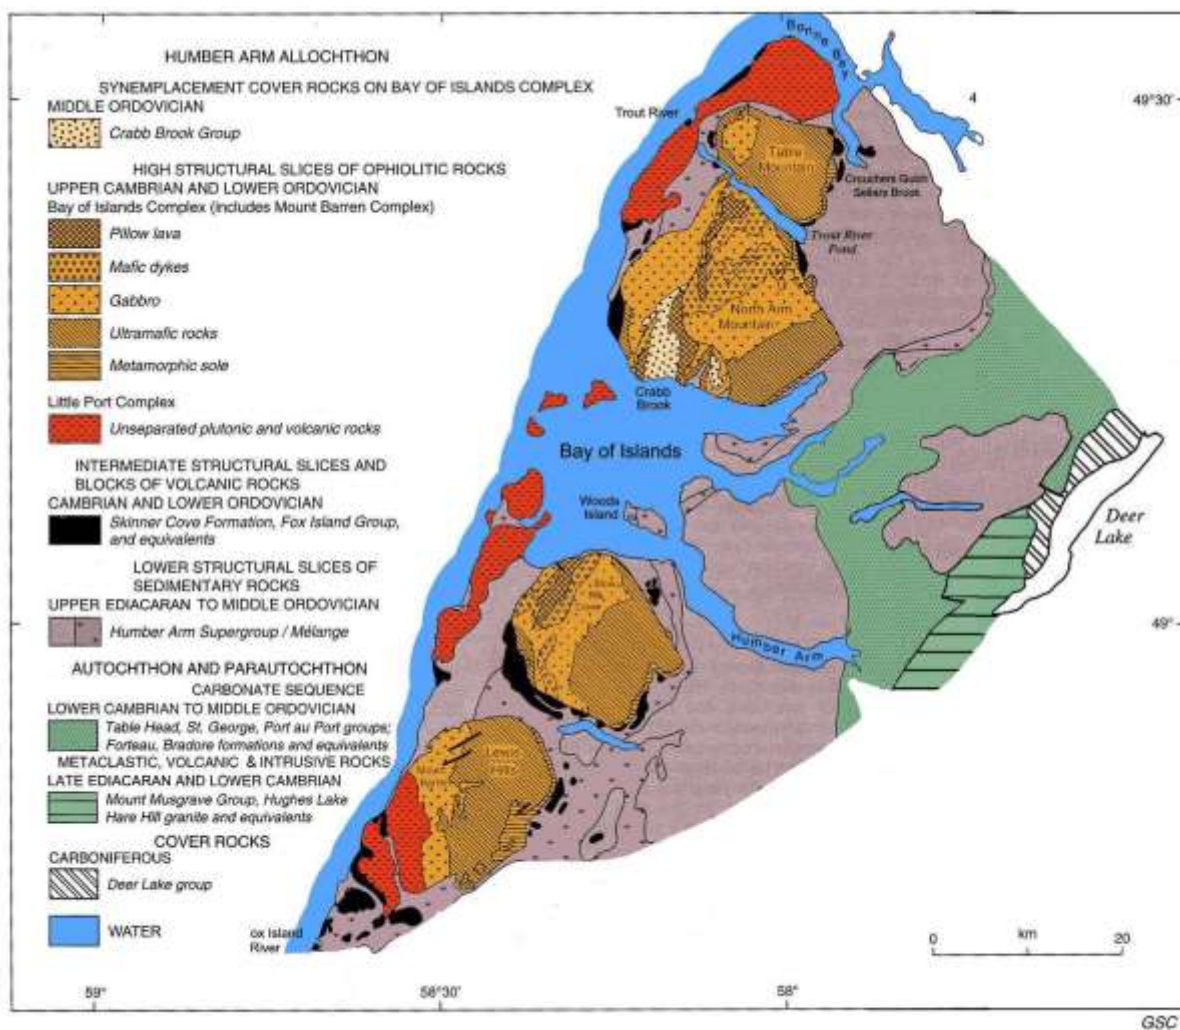 HUMBER ARM ALLOCHTHON
SYNEMPLACEMENT COVER ROCKS ON BAY OF ISLANDS COMPLEX
MIDDLE ORDOVICIAN
Crabb Brook Group
HIGH STRUCTURAL SLICES OF OPHIOLITIC ROCKS
UPPER CAMBRIAN AND LOWER ORDOVICIAN
Bay of Islands Complex (includes Mount Barren Complex)
Pillow lava
Mafic dykes
Gabbro
Ultramafic rocks
Metamorphic sole
Little Port Complex
Unseparated plutonic and volcanic rocks
INTERMEDIATE STRUCTURAL SLICES AND
BLOCKS OF VOLCANIC ROCKS
CAMBRIAN AND LOWER ORDOVICIAN
Skinner Cove Formation, Fox Island Group,
and equivalents
LOWER STRUCTURAL SLICES OF
SEDIMENTARY ROCKS
UPPER EDIACARAN TO MIDDLE ORDOVICIAN
Humber Arm Supergroup / Mélange
AUTOCHTHON AND PARAUTOCHTHON
CARBONATE SEQUENCE
LOWER CAMBRIAN TO MIDDLE ORDOVICIAN
Table Head, St. George, Port au Port groups;
Forteau, Bradore formations and equivalents
METACLASTIC, VOLCANIC & INTRUSIVE ROCKS
LATE EDIACARAN AND LOWER CAMBRIAN
Mount Musgrave Group, Hughes Lake
Hare Hill granite and equivalents
COVER ROCKS
CARBONIFEROUS
Deer Lake group
WATER
Bonne Bay
4
49°30'
Trout River
Table
Mountain
Crouchers Gulch
Sellars Brook
Trout River
Pond
North Arm
Mountain
Crabb
Brook
Bay of Islands
Woods
Island
Deer
Lake
49°
Humber Arm
Lewis
Hills
ox Island
River
0 km 20
59°
58°30'
58°
GSC